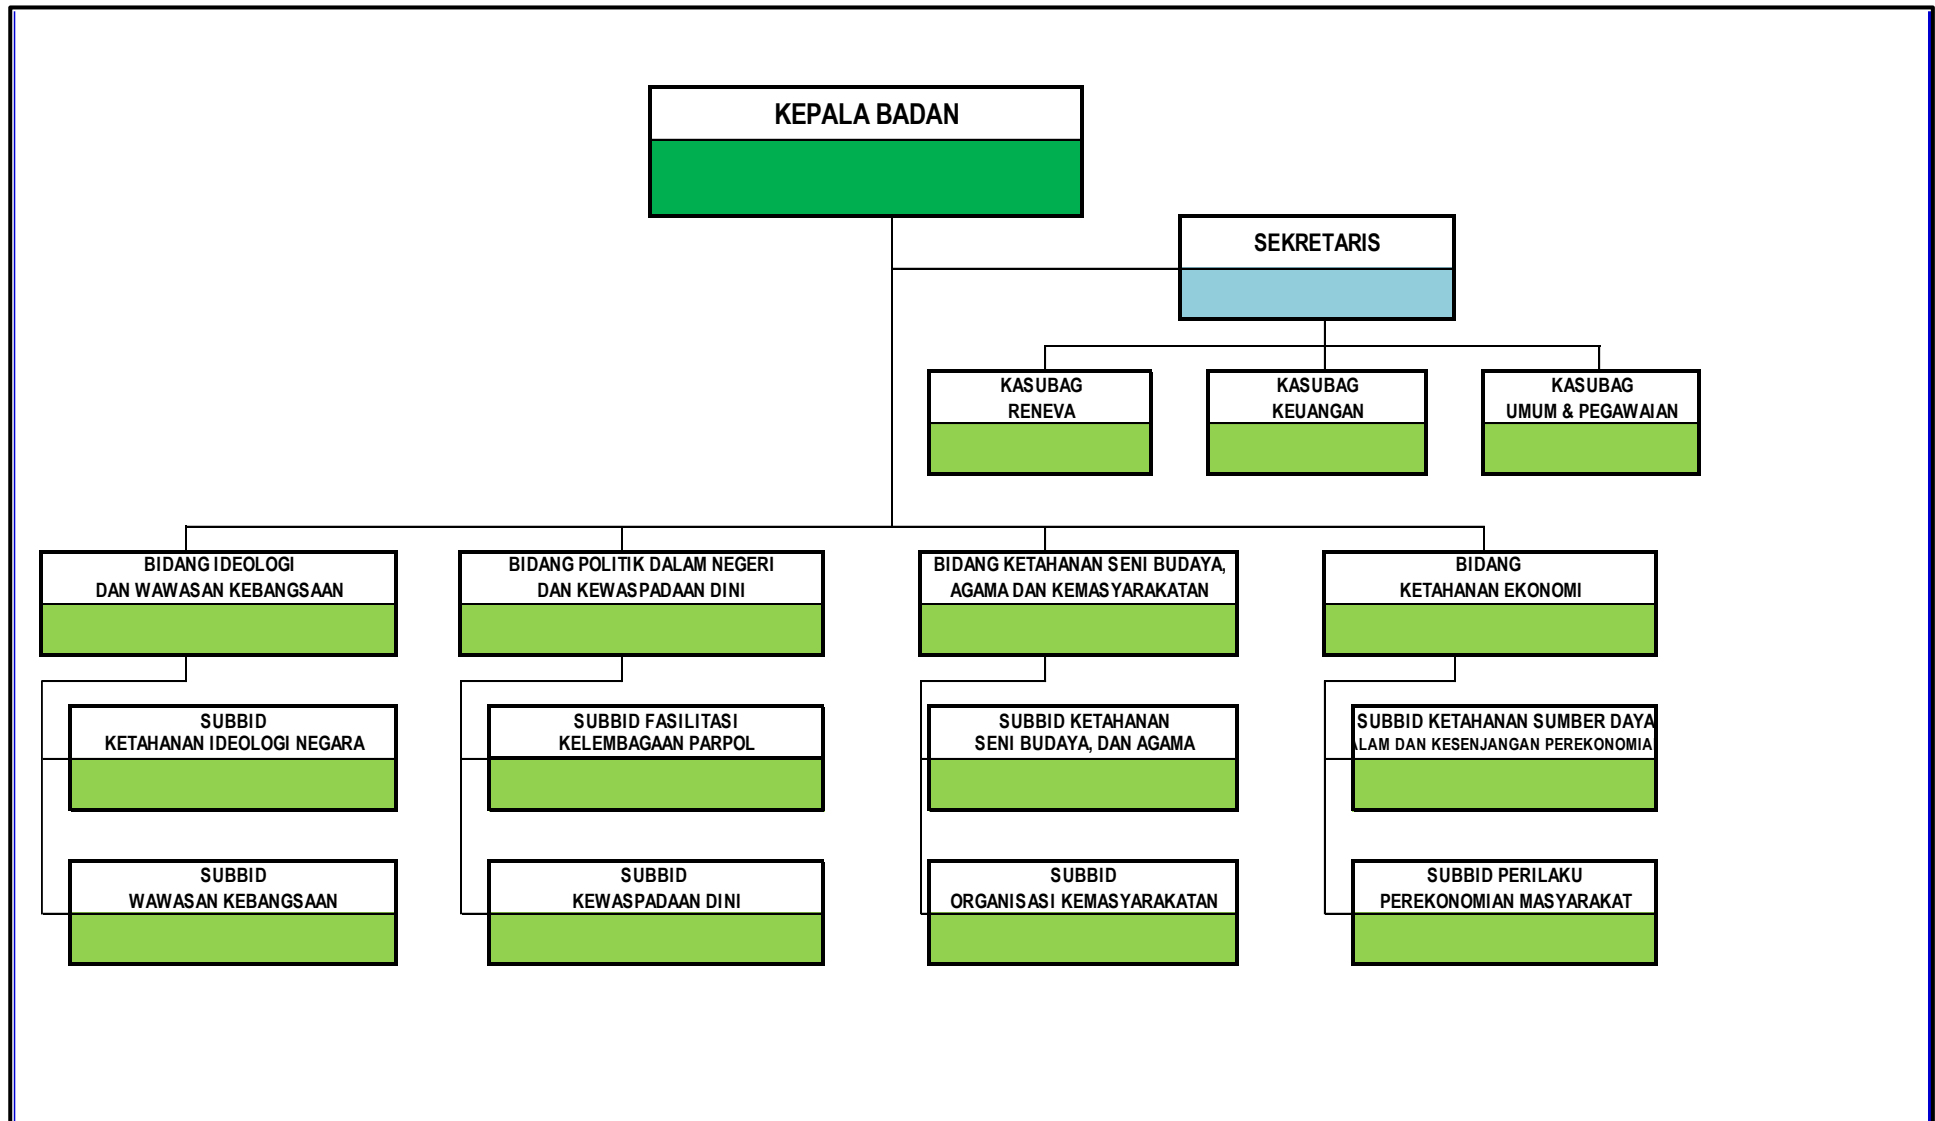 KEPALA BADAN
SEKRETARIS
KASUBAG
RENEVA
KASUBAG
KEUANGAN
KASUBAG
UMUM & PEGAWAIAN
BIDANG IDEOLOGI
DAN WAWASAN KEBANGSAAN
BIDANG POLITIK DALAM NEGERI
DAN KEWASPADAAN DINI
BIDANG KETAHANAN SENI BUDAYA,
AGAMA DAN KEMASYARAKATAN
BIDANG
KETAHANAN EKONOMI
SUBBID
KETAHANAN IDEOLOGI NEGARA
SUBBID FASILITASI
KELEMBAGAAN PARPOL
SUBBID KETAHANAN
SENI BUDAYA, DAN AGAMA
SUBBID KETAHANAN SUMBER DAYA
DAN KESENJANGAN
SUBBID
WAWASAN KEBANGSAAN
SUBBID
KEWASPADAAN DINI
SUBBID
ORGANISASI KEMASYARAKATAN
SUBBID PERILAKU
PEREKONOMIAN MASYARAKAT